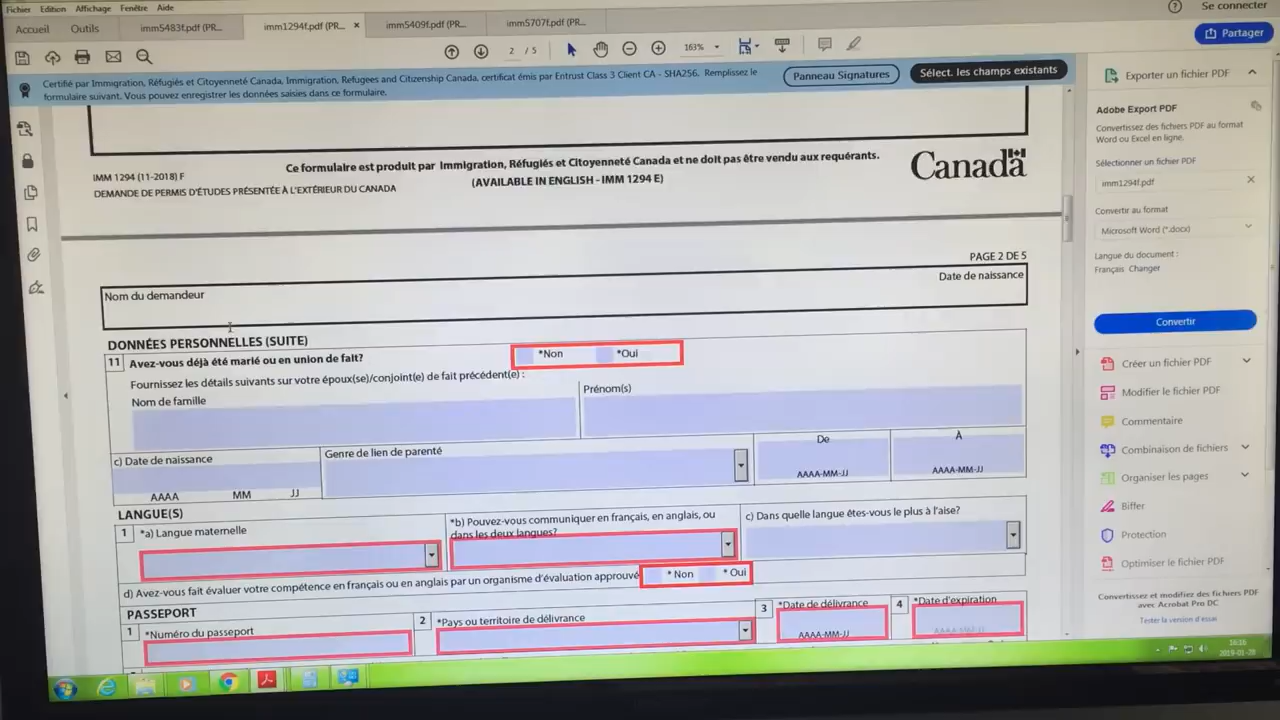 Fichier Edition Affichage Fenêtre Aide
Se connecter
Accueil Outils imm5483f.pdf (PR... imm1294f.pdf (PR... × imm5409f.pdf (PR... imm5707f.pdf (PR...
2 / 5 163%
Partager
Certifié par Immigration, Réfugiés et Citoyenneté Canada, Immigration, Refugees and Citizenship Canada, certificat émis par Entrust Class 3 Client CA - SHA256. Remplissez le
formulaire suivant. Vous pouvez enregistrer les données saisies dans ce formulaire.
Panneau Signatures
Sélect. les champs existants
Ce formulaire est produit par Immigration, Réfugiés et Citoyenneté Canada et ne doit pas être vendu aux requérants.
(AVAILABLE IN ENGLISH - IMM 1294 E)
IMM 1294 (11-2018) F
DEMANDE DE PERMIS D'ÉTUDES PRÉSENTÉE À L'EXTÉRIEUR DU CANADA
Canada
PAGE 2 DE 5
Nom du demandeur
Date de naissance
DONNÉES PERSONNELLES (SUITE)
11 Avez-vous déjà été marié ou en union de fait? *Non *Oui
Fournissez les détails suivants sur votre époux(se)/conjoint(e) de fait précédent(e) :
Nom de famille
Prénom(s)
c) Date de naissance
AAAA MM JJ
Genre de lien de parenté
De
AAAA-MM-JJ
À
AAAA-MM-JJ
LANGUE(S)
1 *a) Langue maternelle
*b) Pouvez-vous communiquer en français, en anglais, ou
dans les deux langues?
c) Dans quelle langue êtes-vous le plus à l'aise?
d) Avez-vous fait évaluer votre compétence en français ou en anglais par un organisme d'évaluation approuvé * Non * Oui
PASSEPORT
1 *Numéro du passeport
2 *Pays ou territoire de délivrance
3 *Date de délivrance
AAAA-MM-JJ
4 *Date d'expiration
AAAA-MM-JJ
Exporter un fichier PDF
Adobe Export PDF
Convertissez des fichiers PDF au format
Word ou Excel en ligne.
Sélectionner un fichier PDF
imm1294f.pdf
Convertir au format
Microsoft Word (*.docx)
Langue du document :
Français Changer
Convertir
Créer un fichier PDF
Modifier le fichier PDF
Commentaire
Combinaison de fichiers
Organiser les pages
Biffer
Protection
Optimiser le fichier PDF
Convertissez et modifiez des fichiers PDF
avec Acrobat Pro DC
Tester la version d'essai
16:16
2019-01-28